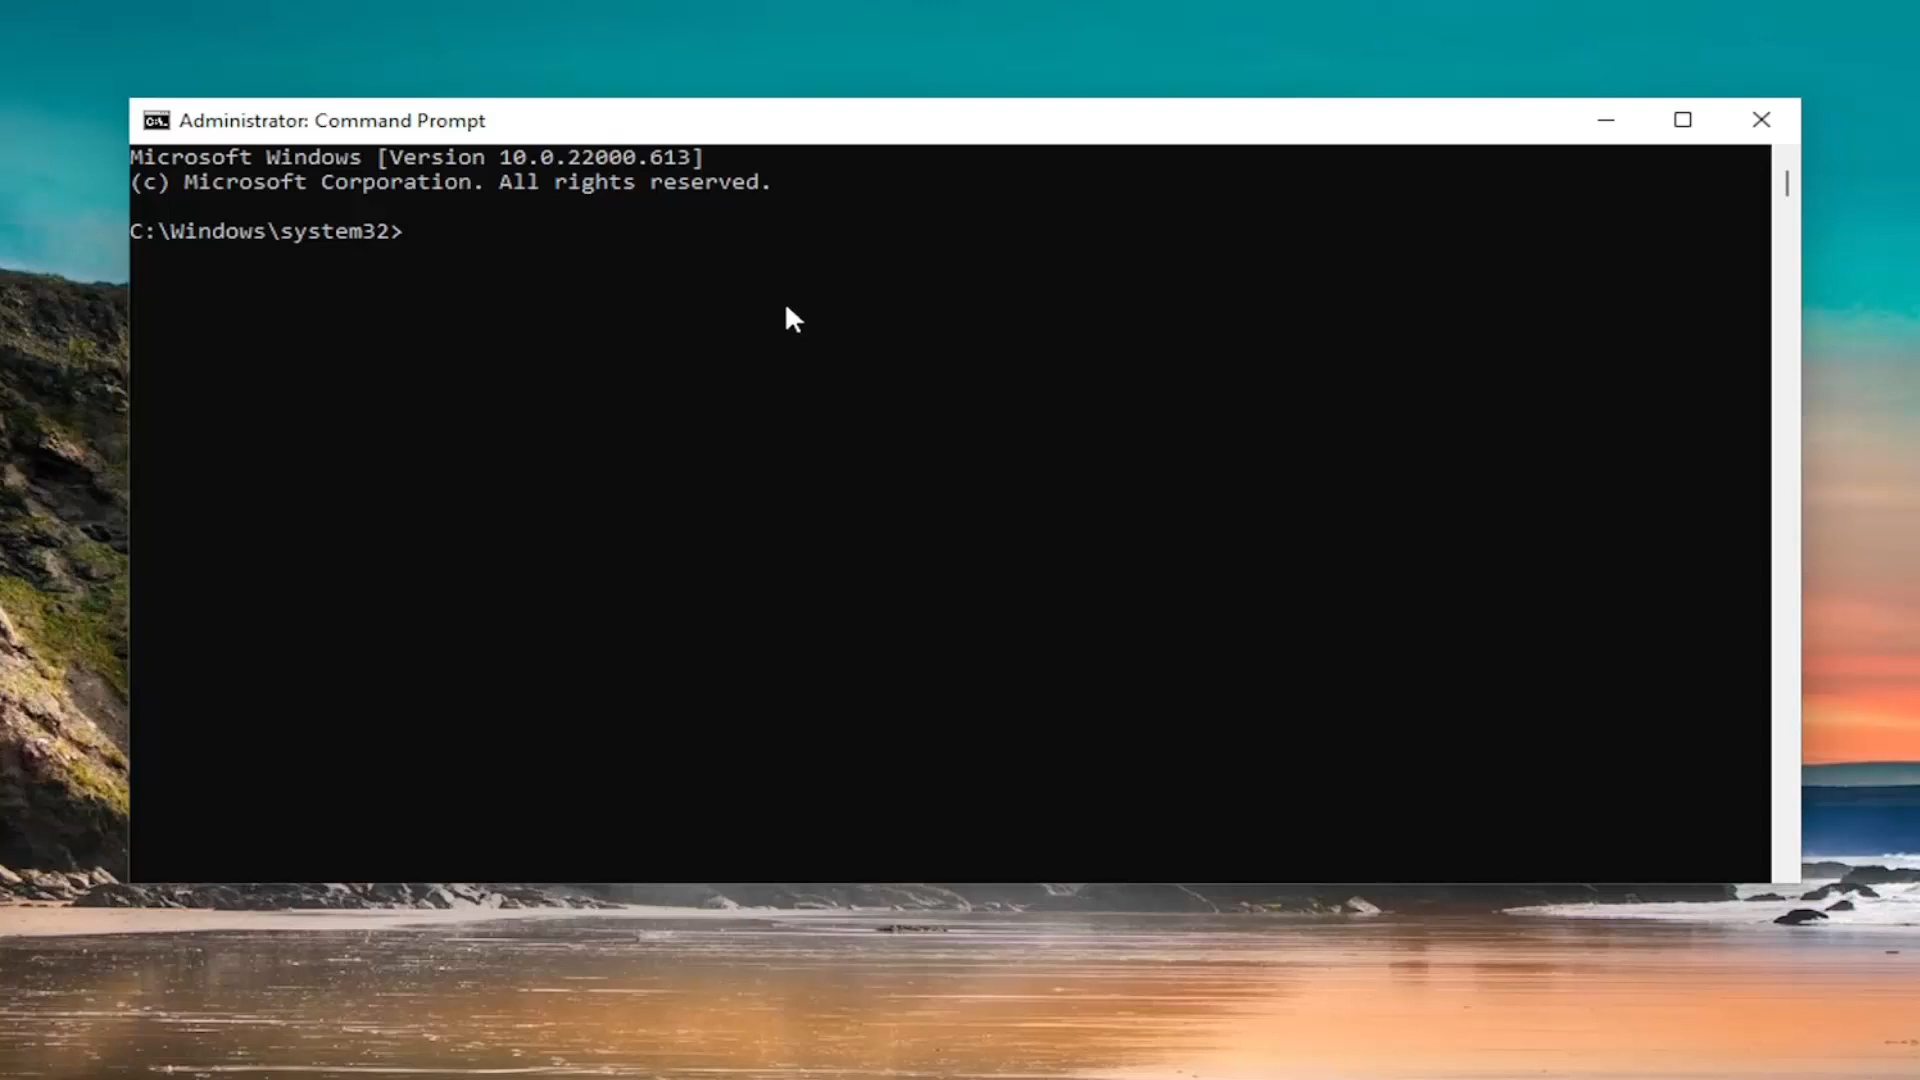 Administrator: Command Prompt
Microsoft Windows [Version 10.0.22000.613]
(c) Microsoft Corporation. All rights reserved.
C:\Windows\system32>